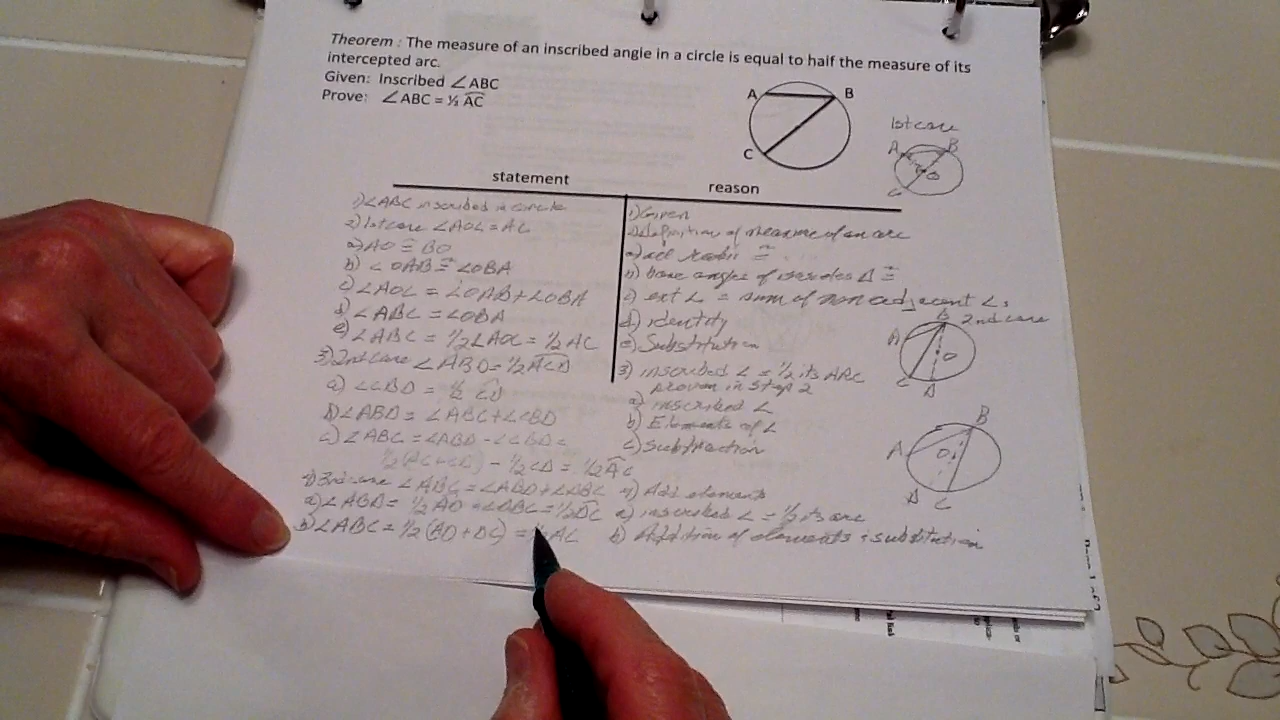 Theorem : The measure of an inscribed angle in a circle is equal to half the measure of its
intercepted arc.
Given: Inscribed ∠ABC
Prove: ∠ABC = ½ AC
A B
C
1st case
A B
O
C
statement reason
1) ∠ABC inscribed in circle 1) Given
2) 1st case ∠AOC = AC 2) definition of measure of an arc
a) AO ≅ BO a) all radii ≅
b) ∠OAB ≅ ∠OBA b) base angles of isosceles Δ ≅
c) ∠AOC = ∠OAB + ∠OBA c) ext ∠ = sum of non adjacent ∠s
d) ∠ABC = ∠OBA d) identity
e) ∠ABC = ½∠AOC = ½ AC e) Substitution
B 2nd case
A
O
C D
3) 2nd case ∠ABD = ½ ACD 3) inscribed ∠ = ½ its ARC
proven in Step 2
a) ∠CBD = ½ CD a) inscribed ∠
b) ∠ABD = ∠ABC + ∠CBD b) Elements of ∠
c) ∠ABC = ∠ABD - ∠CBD = c) Subtraction
½(AC + CD) - ½CD = ½AC
B
A
O
D C
4) 3rd case ∠ABC = ∠ABD + ∠DBC 4) Add elements
a) ∠ABD = ½ AD ∠DBC = ½DC a) inscribed ∠ = ½ its arc
b) ∠ABC = ½ (AD + DC) = AC b) Addition of elements & substitution